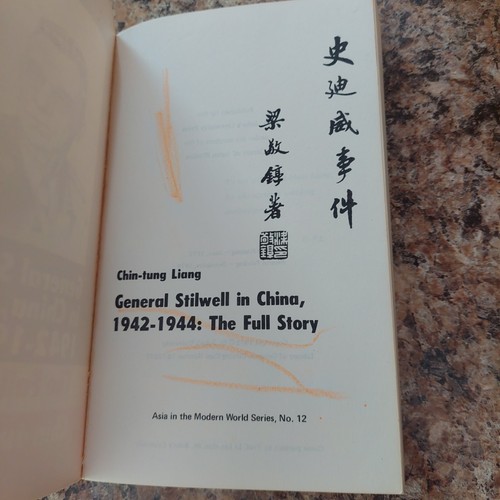 史迪威事件
梁敬錞著
Chin-tung Liang
General Stilwell in China,
1942-1944: The Full Story
Asia in the Modern World Series, No. 12